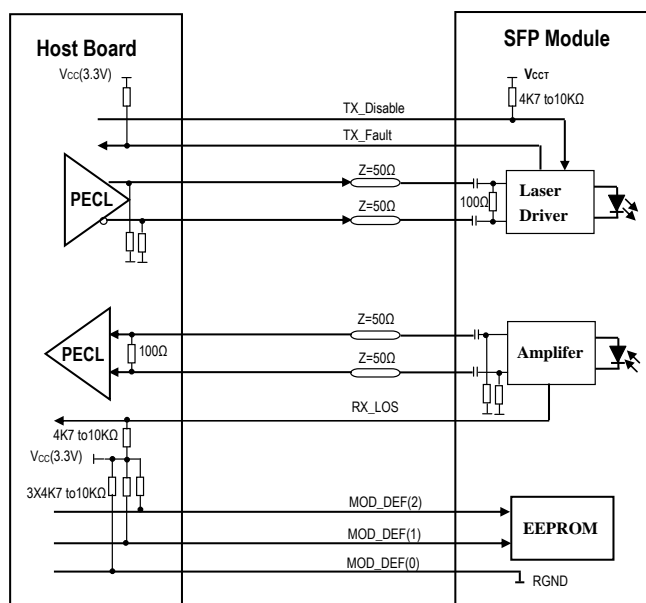 Host Board
SFP Module
Vcc(3.3V)
VCCT
4K7 to10KΩ
TX_Disable
TX_Fault
Z=50Ω
PECL
Laser
Driver
100Ω
Z=50Ω
Z=50Ω
PECL
100Ω
Amplifer
Z=50Ω
RX_LOS
4K7 to10KΩ
Vcc(3.3V)
3X4K7 to10KΩ
MOD_DEF(2)
EEPROM
MOD_DEF(1)
MOD_DEF(0)
RGND